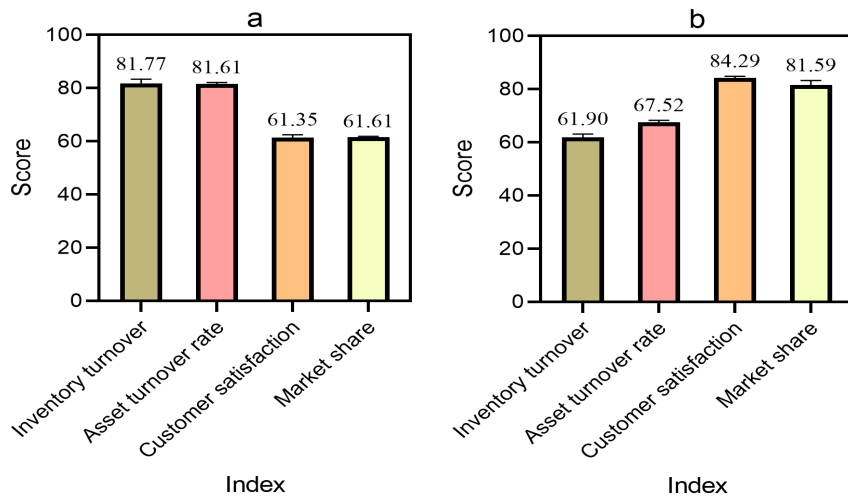 a
100
80
60
40
20
0
Score
81.77
81.61
61.35
61.61
Inventory turnover
Asset turnover rate
Customer satisfaction
Market share
Index
b
100
80
60
40
20
0
Score
61.90
67.52
84.29
81.59
Inventory turnover
Asset turnover rate
Customer satisfaction
Market share
Index